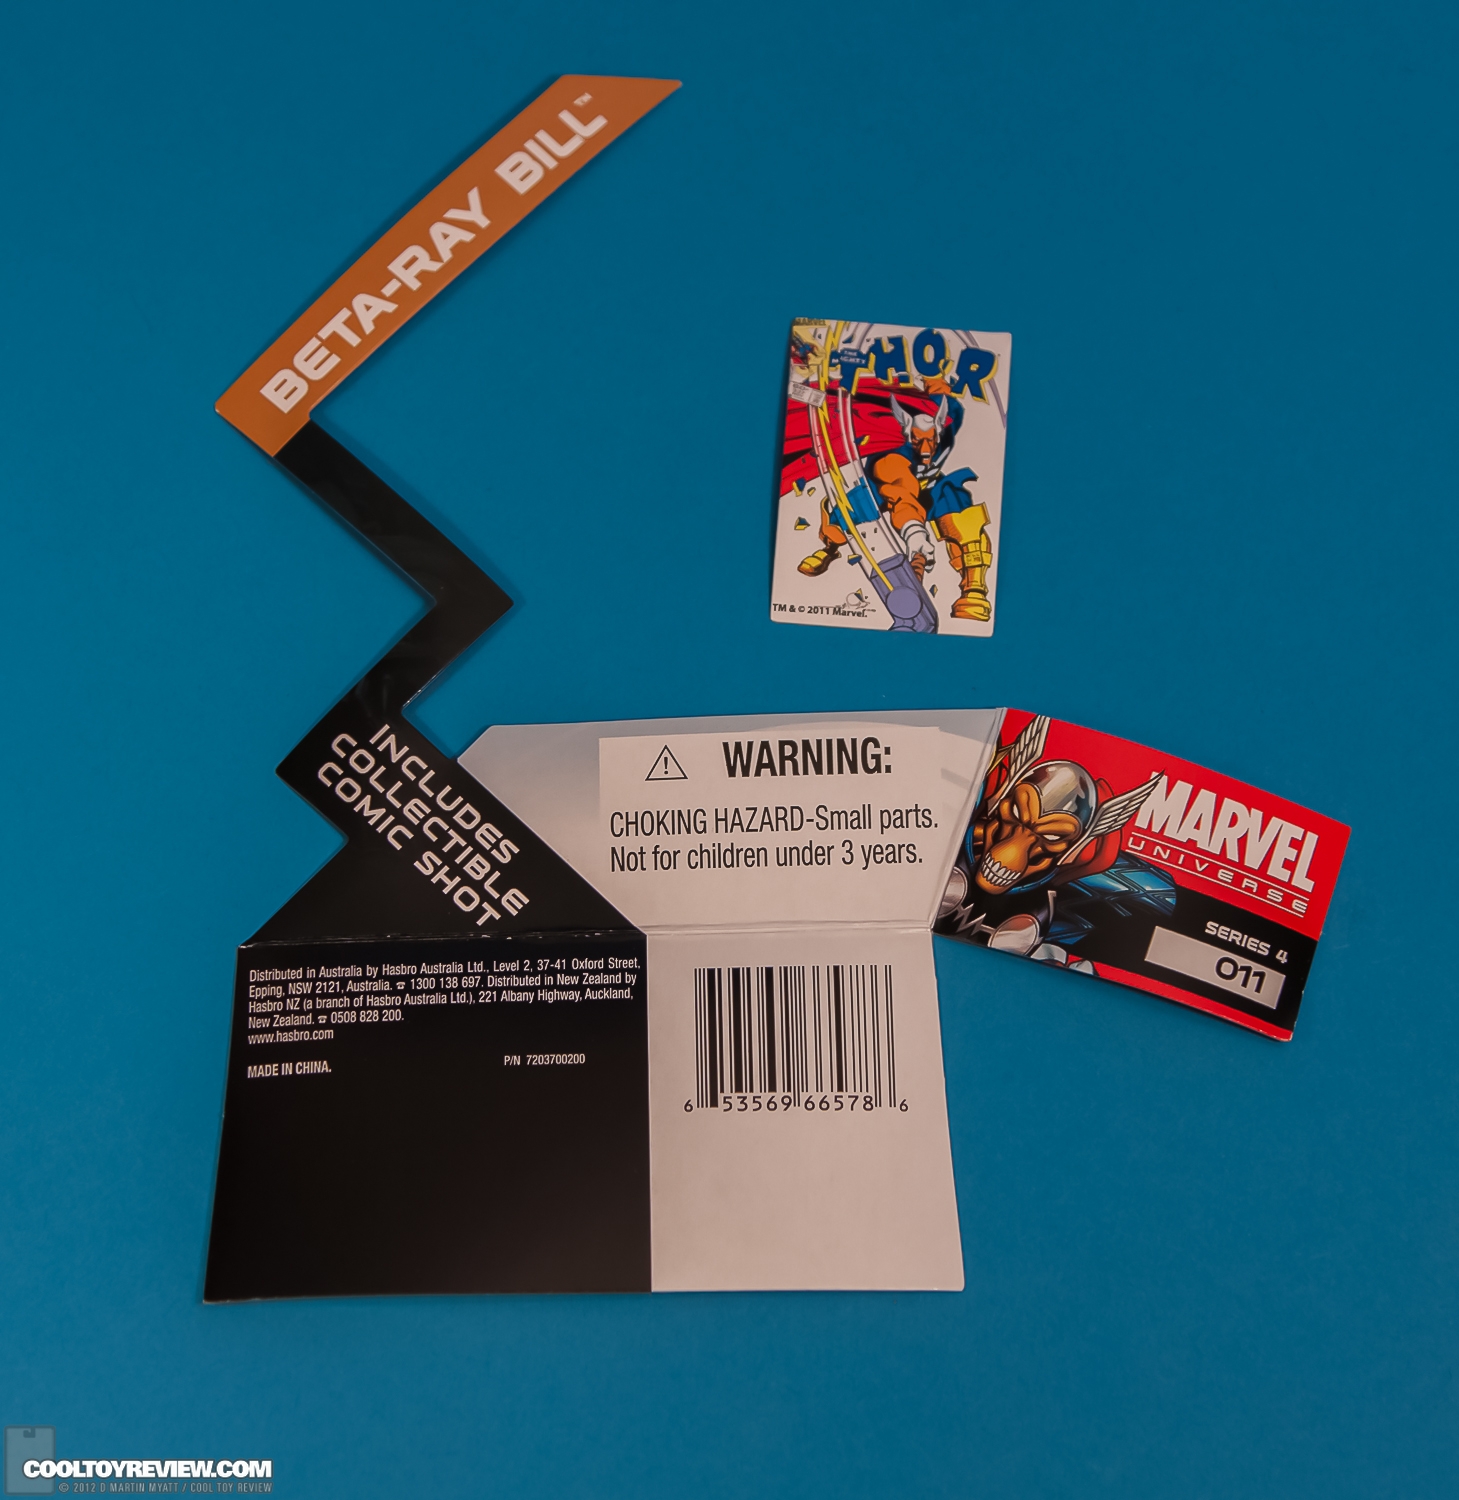 BETA-RAY BILL™
MARVEL
THE MIGHTY
THOR
TM & © 2011 Marvel.
INCLUDES
COLLECTIBLE
COMIC SHOT
WARNING:
CHOKING HAZARD-Small parts.
Not for children under 3 years.
MARVEL
UNIVERSE
SERIES 4
011
Distributed in Australia by Hasbro Australia Ltd., Level 2, 37-41 Oxford Street,
Epping, NSW 2121, Australia. ☎ 1300 138 697. Distributed in New Zealand by
Hasbro NZ (a branch of Hasbro Australia Ltd.), 221 Albany Highway, Auckland,
New Zealand. ☎ 0508 828 200.
www.hasbro.com
MADE IN CHINA.
P/N 7203700200
6 53569 66578 6
COOLTOYREVIEW.COM
© 2012 D MARTIN MYATT / COOL TOY REVIEW